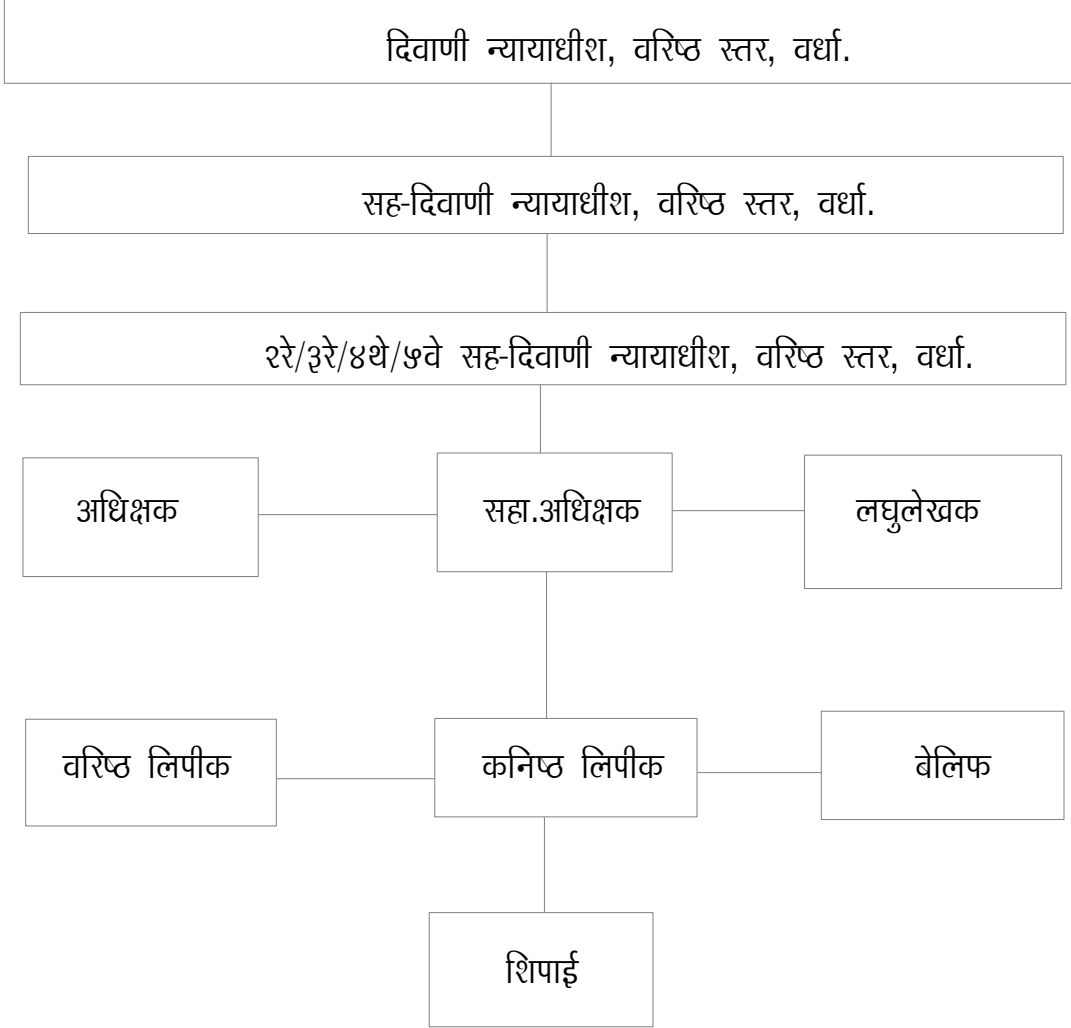 दिवाणी न्यायाधीश, वरिष्ठ स्तर, वर्धा.
सह-दिवाणी न्यायाधीश, वरिष्ठ स्तर, वर्धा.
२रे/३रे/४थे/५वे सह-दिवाणी न्यायाधीश, वरिष्ठ स्तर, वर्धा.
अधिक्षक
सहा.अधिक्षक
लघुलेखक
वरिष्ठ लिपीक
कनिष्ठ लिपीक
बेलिफ
शिपाई